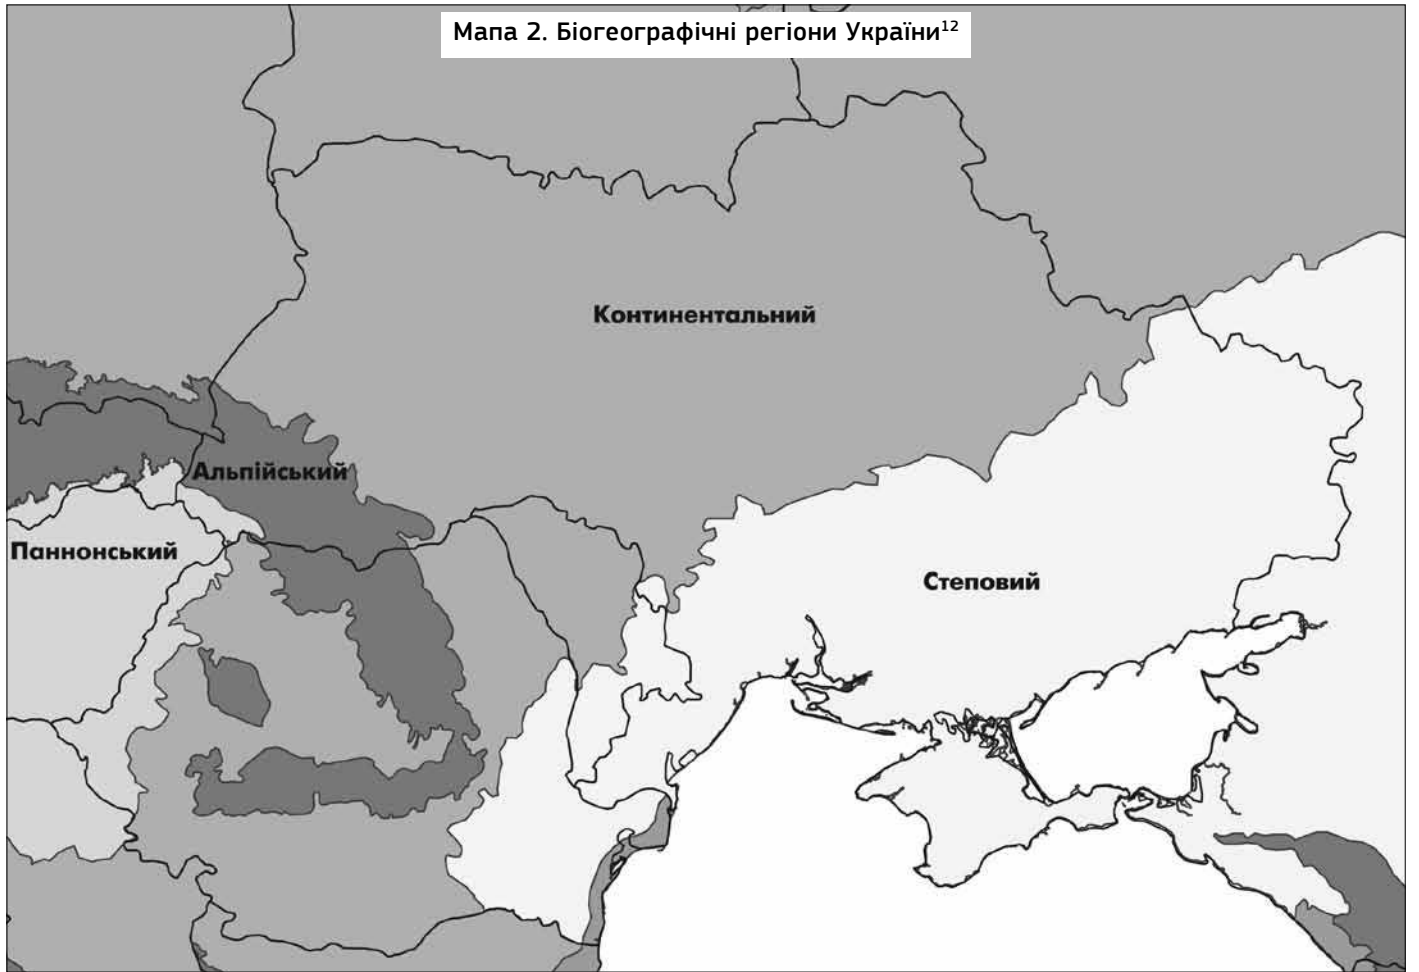 Мапа 2. Біогеографічні регіони України¹²
Континентальний
Альпійський
Паннонський
Степовий